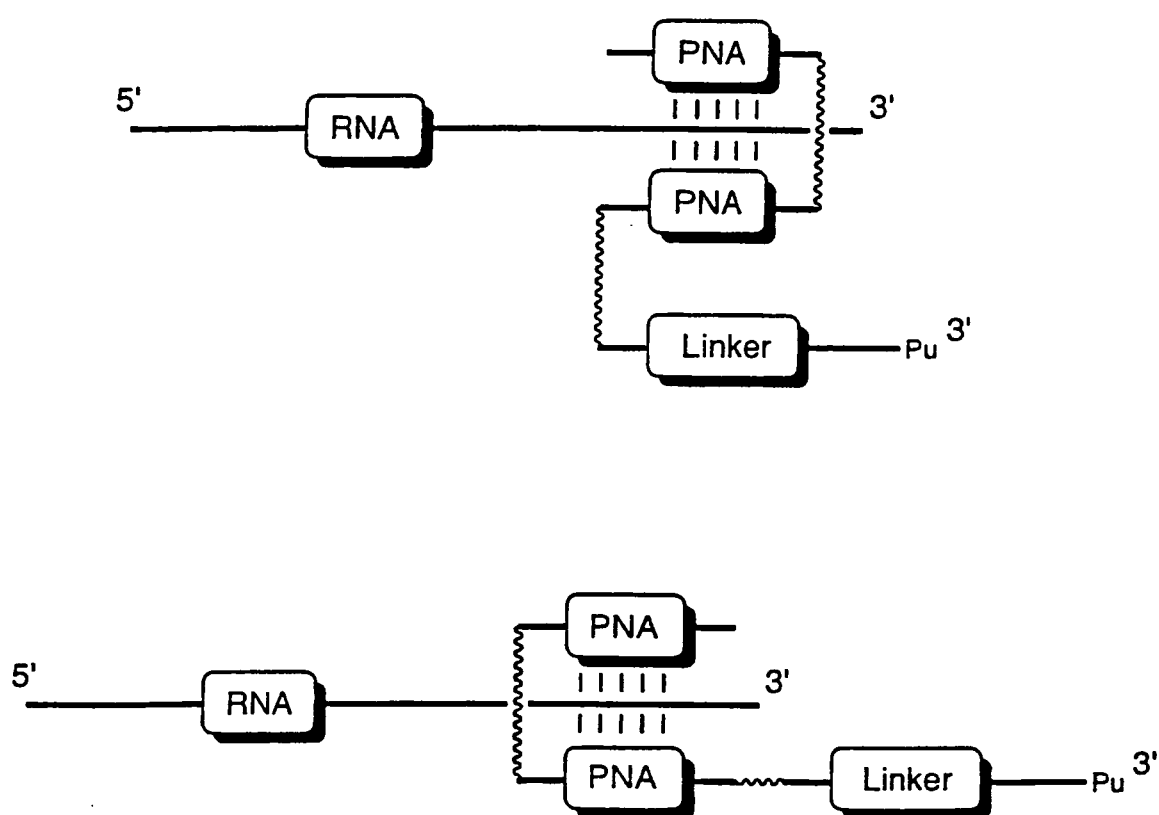 PNA
5'
RNA
3'
PNA
Linker
Pu 3'
PNA
5'
RNA
3'
PNA
Linker
Pu 3'